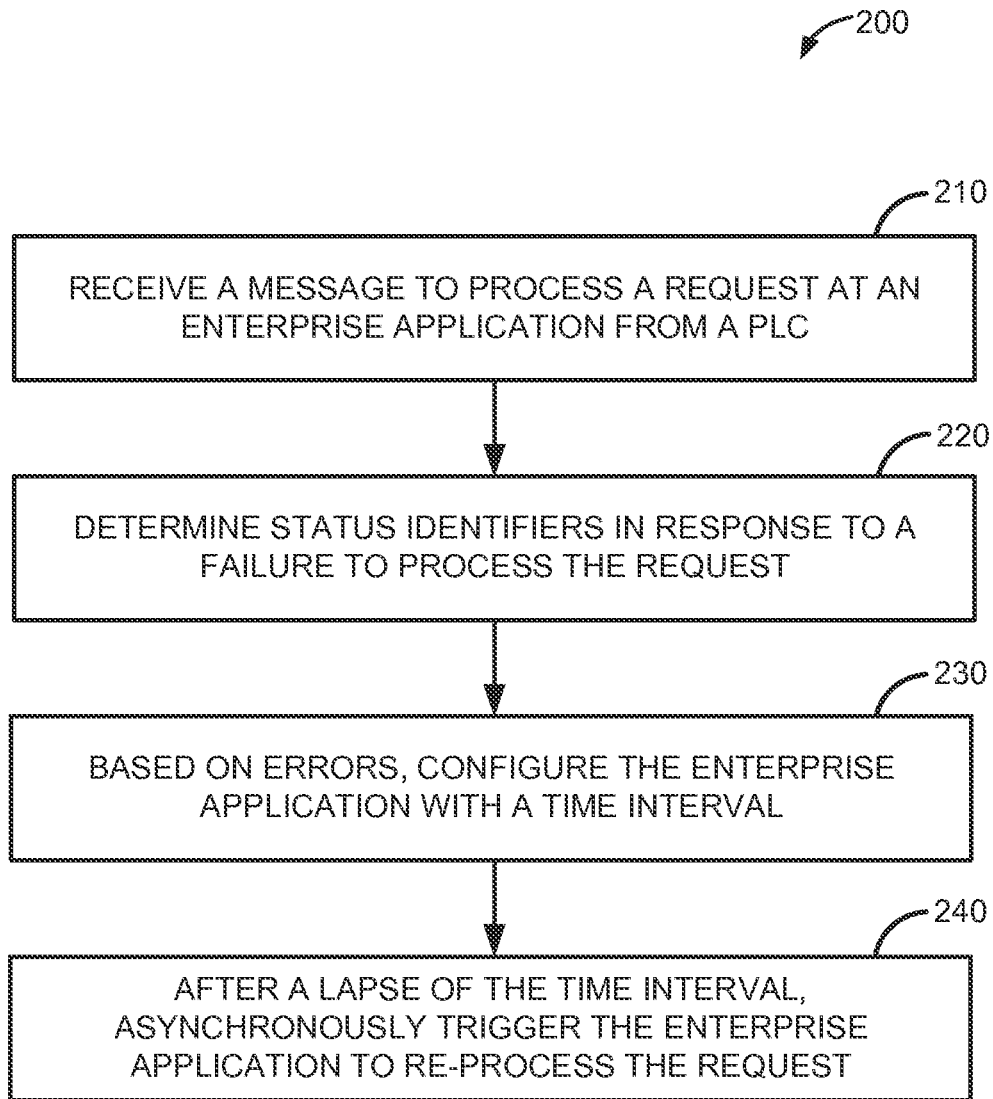 200
210
RECEIVE A MESSAGE TO PROCESS A REQUEST AT AN
ENTERPRISE APPLICATION FROM A PLC
220
DETERMINE STATUS IDENTIFIERS IN RESPONSE TO A
FAILURE TO PROCESS THE REQUEST
230
BASED ON ERRORS, CONFIGURE THE ENTERPRISE
APPLICATION WITH A TIME INTERVAL
240
AFTER A LAPSE OF THE TIME INTERVAL,
ASYNCHRONOUSLY TRIGGER THE ENTERPRISE
APPLICATION TO RE-PROCESS THE REQUEST